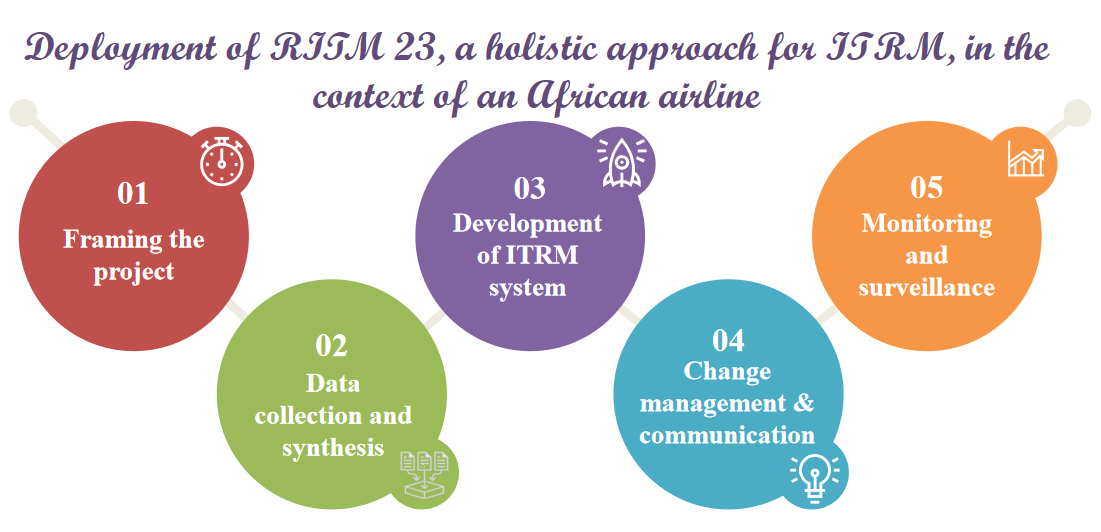 Deployment of RITM 23, a holistic approach for ITRM, in the
context of an African airline
01
Framing the
project
02
Data
collection and
synthesis
03
Development
of ITRM
system
04
Change
management &
communication
05
Monitoring
and
surveillance